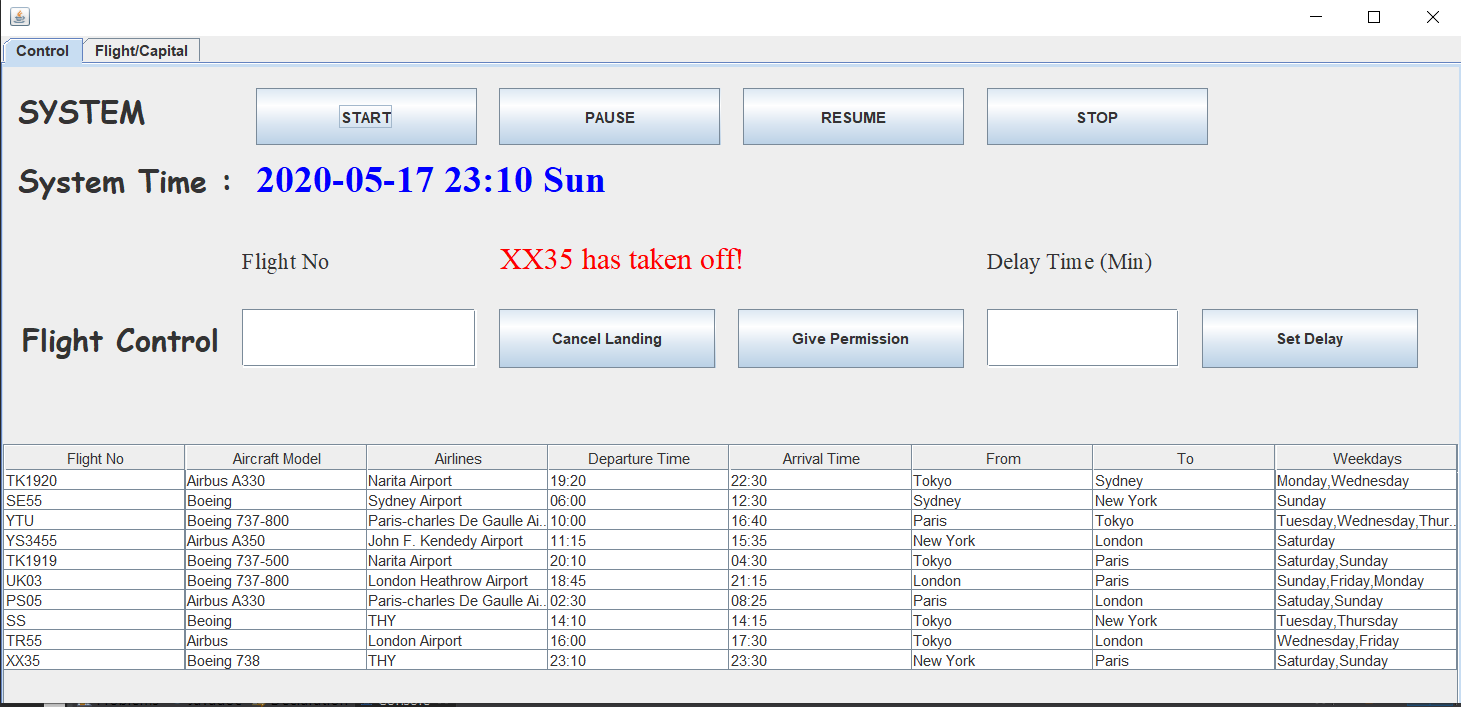 Control Flight/Capital
SYSTEM START PAUSE RESUME STOP
System Time : 2020-05-17 23:10 Sun
Flight No XX35 has taken off! Delay Time (Min)
Flight Control Cancel Landing Give Permission Set Delay
Flight No Aircraft Model Airlines Departure Time Arrival Time From To Weekdays
TK1920 Airbus A330 Narita Airport 19:20 22:30 Tokyo Sydney Monday,Wednesday
SE55 Boeing Sydney Airport 06:00 12:30 Sydney New York Sunday
YTU Boeing 737-800 Paris-charles De Gaulle Ai... 10:00 16:40 Paris Tokyo Tuesday,Wednesday,Thur...
YS3455 Airbus A350 John F. Kendedy Airport 11:15 15:35 New York London Saturday
TK1919 Boeing 737-500 Narita Airport 20:10 04:30 Tokyo Paris Saturday,Sunday
UK03 Boeing 737-800 London Heathrow Airport 18:45 21:15 London Paris Sunday,Friday,Monday
PS05 Airbus A330 Paris-charles De Gaulle Ai... 02:30 08:25 Paris London Satuday,Sunday
SS Beoing THY 14:10 14:15 Tokyo New York Tuesday,Thursday
TR55 Airbus London Airport 16:00 17:30 Tokyo London Wednesday,Friday
XX35 Boeing 738 THY 23:10 23:30 New York Paris Saturday,Sunday